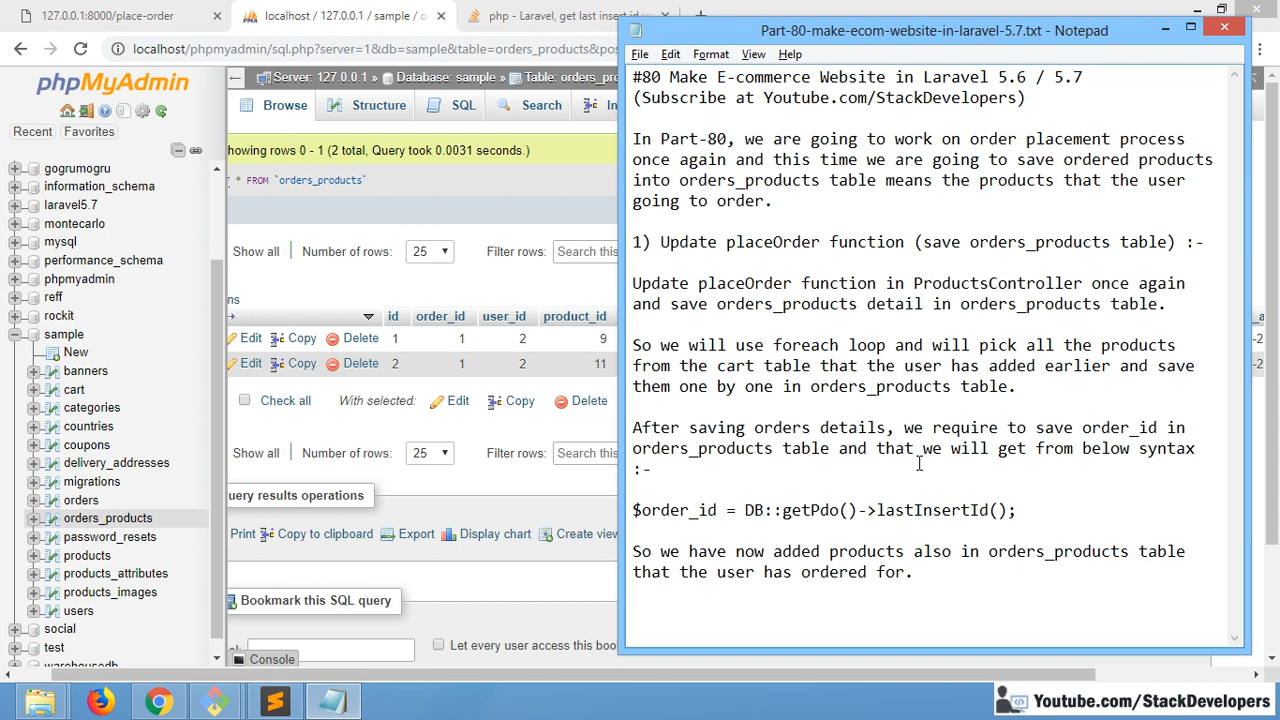 127.0.0.1:8000/place-order
localhost / 127.0.0.1 / sample / o
php - Laravel, get last insert id
localhost/phpmyadmin/sql.php?server=1&db=sample&table=orders_products&pos
phpMyAdmin
Recent
Favorites
gogrumogru
information_schema
laravel5.7
montecarlo
mysql
performance_schema
phpmyadmin
reff
rockit
sample
New
banners
cart
categories
countries
coupons
delivery_addresses
migrations
orders
orders_products
password_resets
products
products_attributes
products_images
users
social
test
warehousedb
Server: 127.0.0.1 » Database: sample » Table: orders_pro
Browse
Structure
SQL
Search
In
howing rows 0 - 1 (2 total, Query took 0.0031 seconds.)
* FROM `orders_products`
Show all
Number of rows:
25
Filter rows:
Search this
ns
id
order_id
user_id
product_id
Edit
Copy
Delete
1
1
2
9
Edit
Copy
Delete
2
1
2
11
Check all
With selected:
Edit
Copy
Delete
Show all
Number of rows:
25
Filter rows:
Search this
uery results operations
Print
Copy to clipboard
Export
Display chart
Create view
Bookmark this SQL query
Let every user access this boo
Console
Part-80-make-ecom-website-in-laravel-5.7.txt - Notepad
File
Edit
Format
View
Help
#80 Make E-commerce Website in Laravel 5.6 / 5.7
(Subscribe at Youtube.com/StackDevelopers)
In Part-80, we are going to work on order placement process
once again and this time we are going to save ordered products
into orders_products table means the products that the user
going to order.
1) Update placeOrder function (save orders_products table) :-
Update placeOrder function in ProductsController once again
and save orders_products detail in orders_products table.
So we will use foreach loop and will pick all the products
from the cart table that the user has added earlier and save
them one by one in orders_products table.
After saving orders details, we require to save order_id in
orders_products table and that we will get from below syntax
:-
$order_id = DB::getPdo()->lastInsertId();
So we have now added products also in orders_products table
that the user has ordered for.
Youtube.com/StackDevelopers